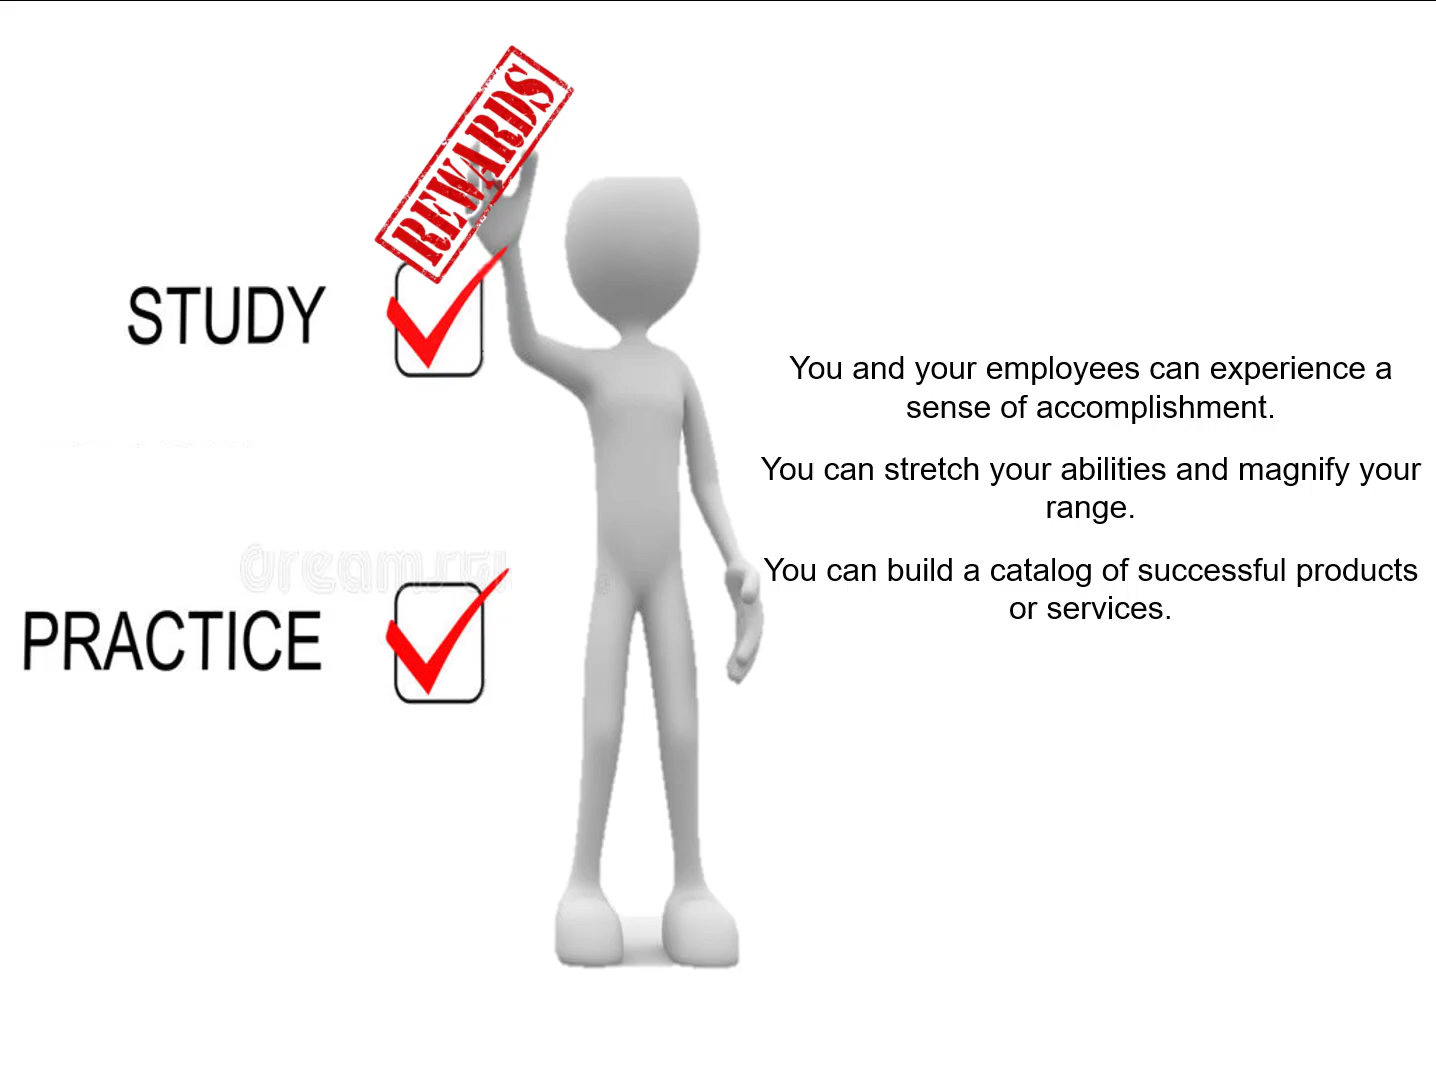 REWARDS
STUDY
You and your employees can experience a
sense of accomplishment.
You can stretch your abilities and magnify your
range.
You can build a catalog of successful products
or services.
PRACTICE